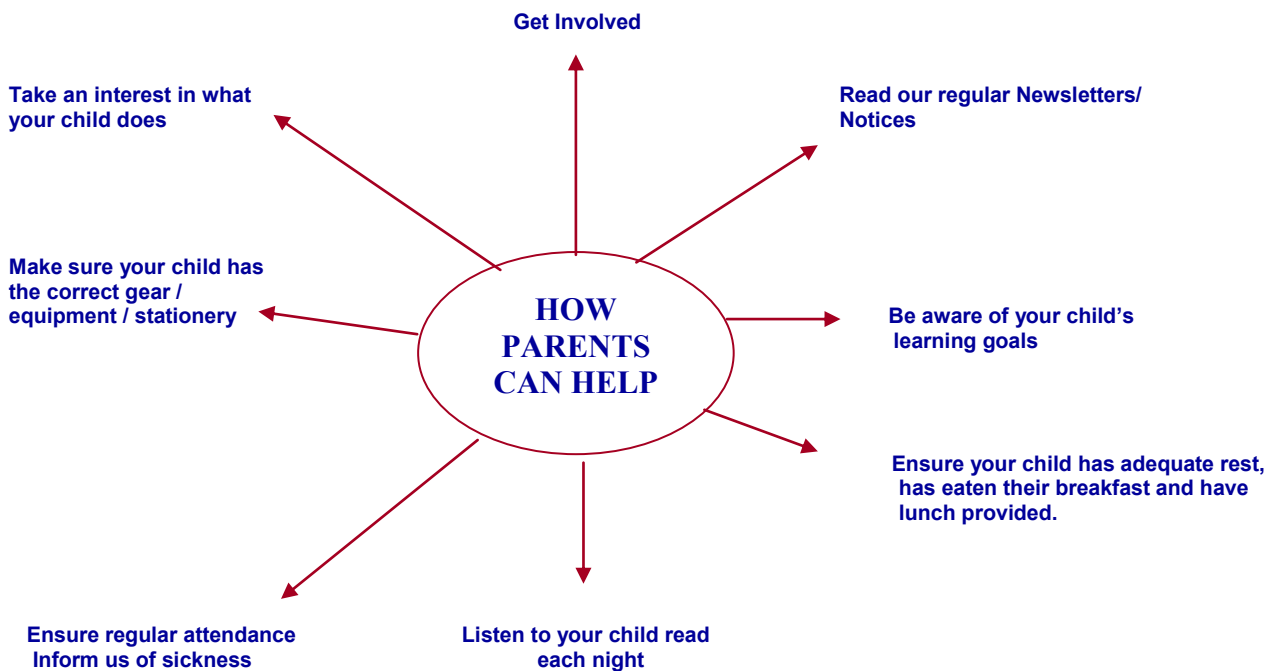 Get Involved
Take an interest in what
your child does
Read our regular Newsletters/
Notices
Make sure your child has
the correct gear /
equipment / stationery
HOW
PARENTS
CAN HELP
Be aware of your child's
learning goals
Ensure your child has adequate rest,
has eaten their breakfast and have
lunch provided.
Ensure regular attendance
Inform us of sickness
Listen to your child read
each night